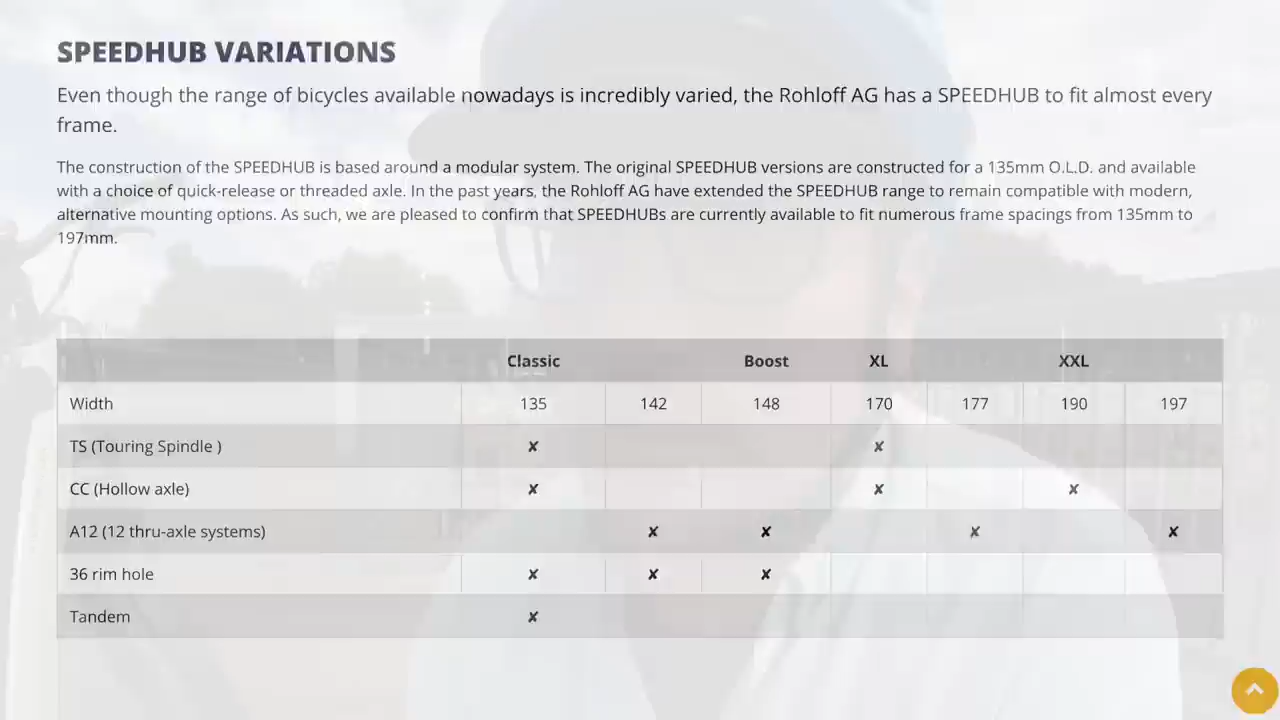 SPEEDHUB VARIATIONS
Even though the range of bicycles available nowadays is incredibly varied, the Rohloff AG has a SPEEDHUB to fit almost every
frame.
The construction of the SPEEDHUB is based around a modular system. The original SPEEDHUB versions are constructed for a 135mm O.L.D. and available
with a choice of quick-release or threaded axle. In the past years, the Rohloff AG have extended the SPEEDHUB range to remain compatible with modern,
alternative mounting options. As such, we are pleased to confirm that SPEEDHUBs are currently available to fit numerous frame spacings from 135mm to
197mm.
Classic Boost XL XXL
Width 135 142 148 170 177 190 197
TS (Touring Spindle ) ✘ ✘
CC (Hollow axle) ✘ ✘ ✘
A12 (12 thru-axle systems) ✘ ✘ ✘ ✘
36 rim hole ✘ ✘ ✘
Tandem ✘